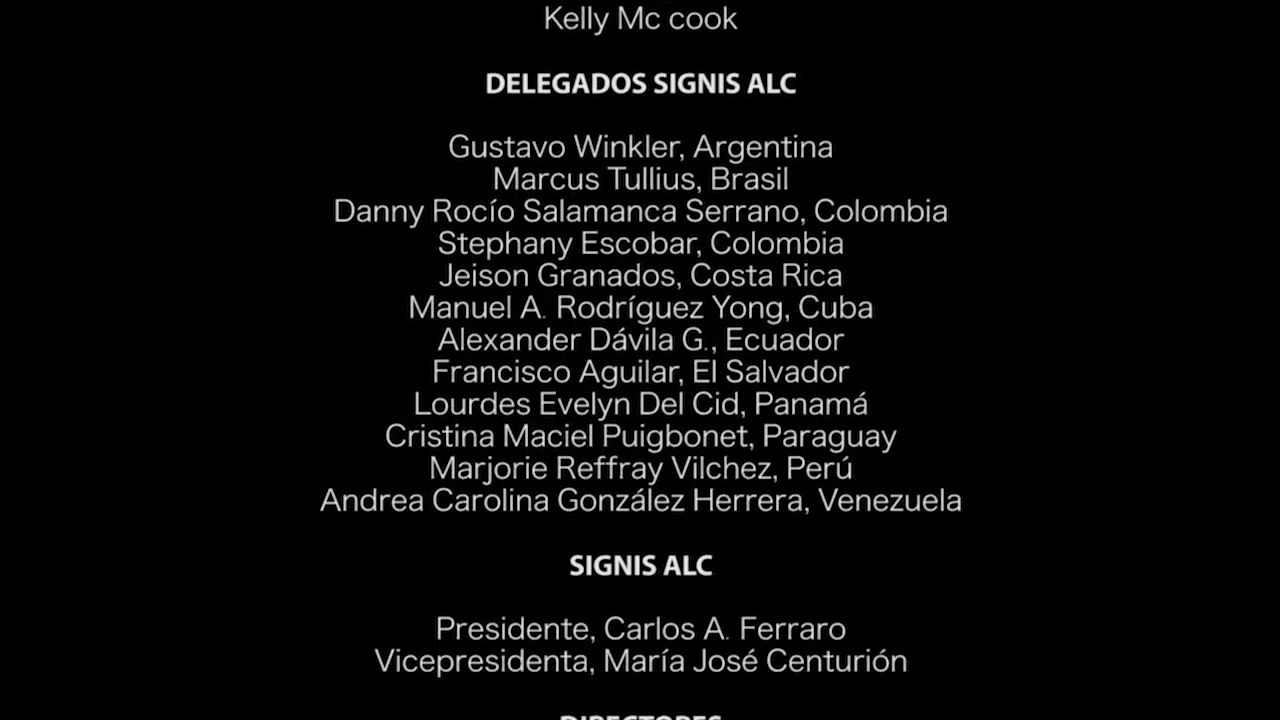 Kelly Mc cook
DELEGADOS SIGNIS ALC
Gustavo Winkler, Argentina
Marcus Tullius, Brasil
Danny Rocío Salamanca Serrano, Colombia
Stephany Escobar, Colombia
Jeison Granados, Costa Rica
Manuel A. Rodríguez Yong, Cuba
Alexander Dávila G., Ecuador
Francisco Aguilar, El Salvador
Lourdes Evelyn Del Cid, Panamá
Cristina Maciel Puigbonet, Paraguay
Marjorie Reffray Vilchez, Perú
Andrea Carolina González Herrera, Venezuela
SIGNIS ALC
Presidente, Carlos A. Ferraro
Vicepresidenta, María José Centurión
DIRECTORES